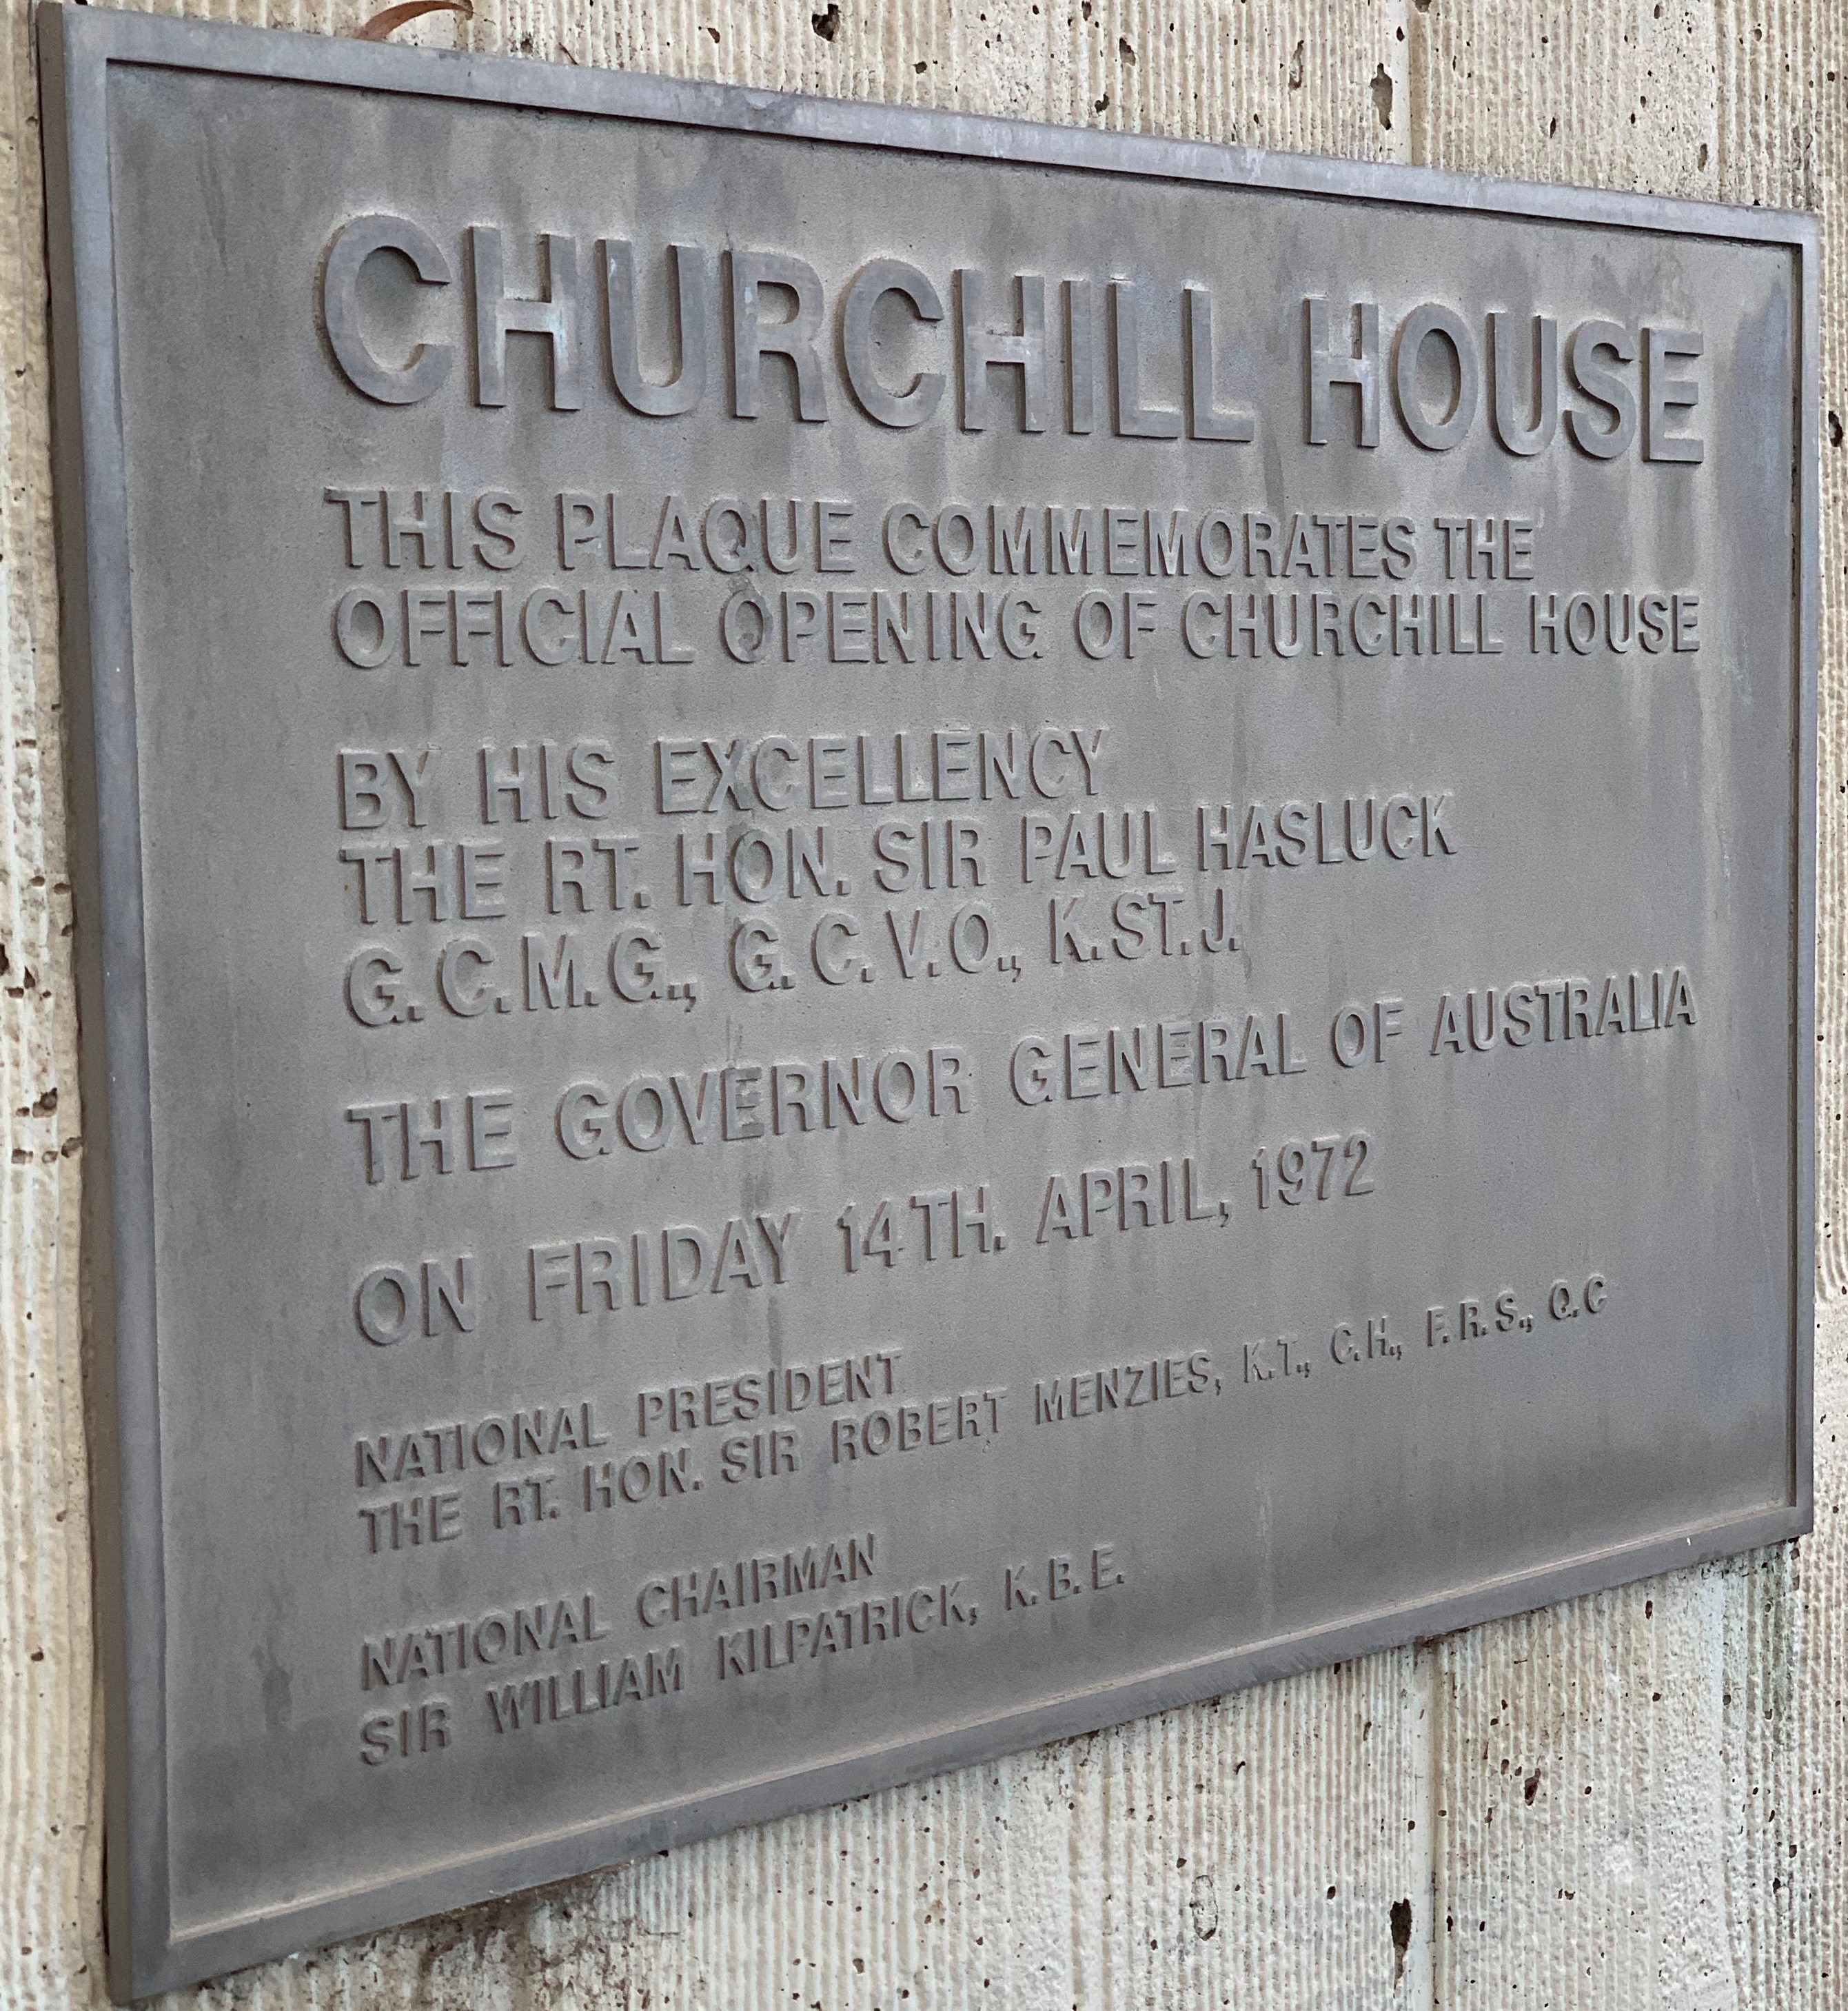 CHURCHILL HOUSE
THIS PLAQUE COMMEMORATES THE
OFFICIAL OPENING OF CHURCHILL HOUSE
BY HIS EXCELLENCY
THE RT. HON. SIR PAUL HASLUCK
G.C.M.G., G.C.V.O., K.ST.J.
THE GOVERNOR GENERAL OF AUSTRALIA
ON FRIDAY 14TH. APRIL, 1972
NATIONAL PRESIDENT
THE RT. HON. SIR ROBERT MENZIES, K.T., C.H., F.R.S., Q.C
NATIONAL CHAIRMAN
SIR WILLIAM KILPATRICK, K.B.E.